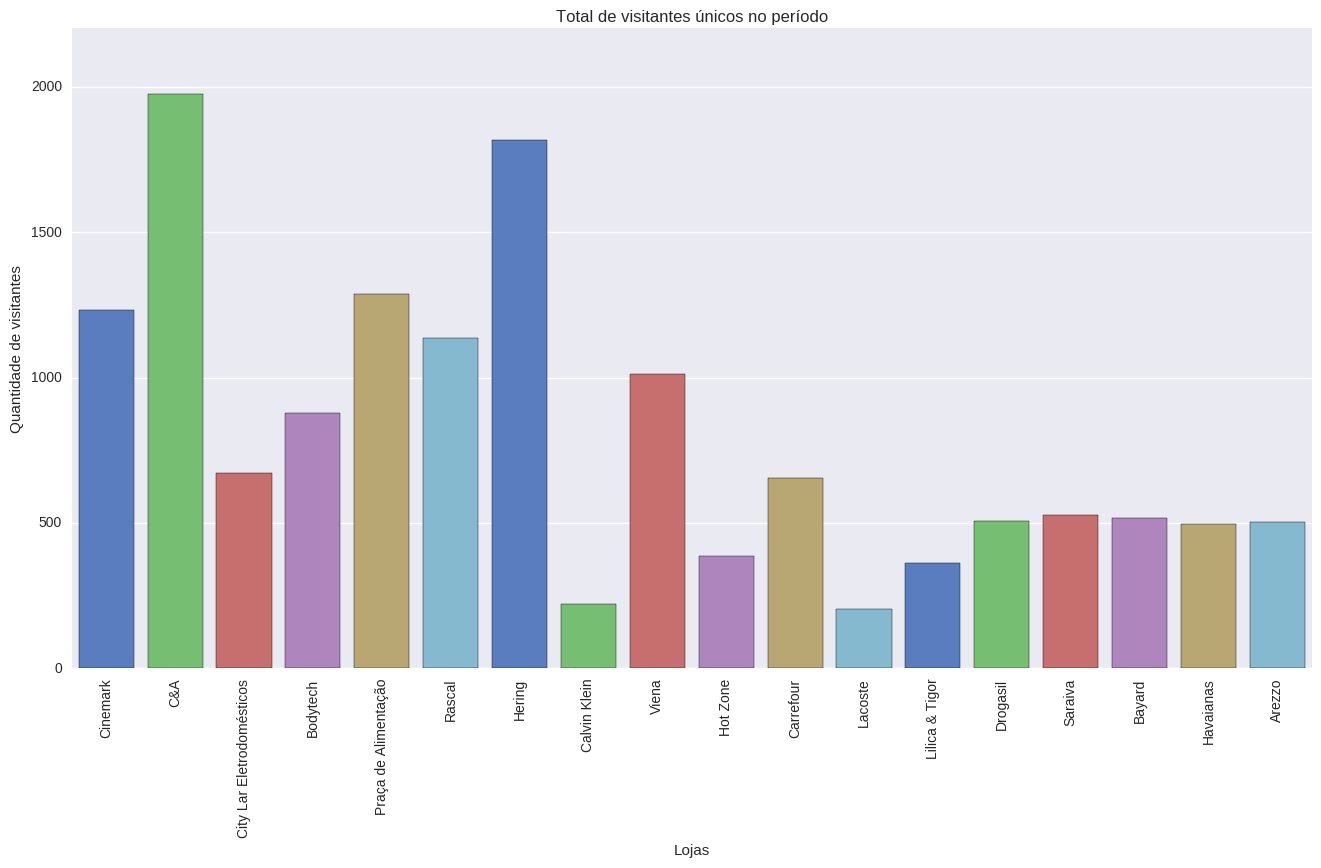 Total de visitantes únicos no período
Quantidade de visitantes
2000
1500
1000
500
0
Cinemark
C&A
City Lar Eletrodomésticos
Bodytech
Praça de Alimentação
Rascal
Hering
Calvin Klein
Viena
Hot Zone
Carrefour
Lacoste
Lilica & Tigor
Drogasil
Saraiva
Bayard
Havaianas
Arezzo
Lojas